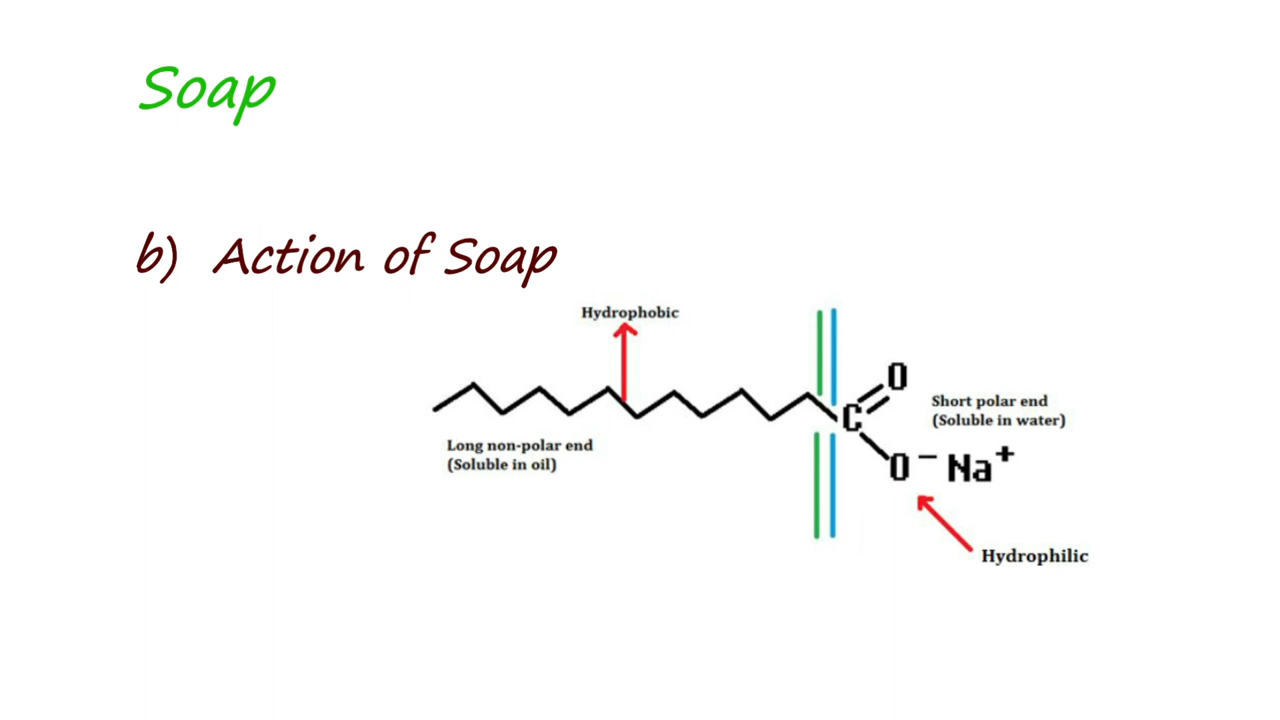 Soap
b) Action of Soap
Hydrophobic
Long non-polar end
(Soluble in oil)
O
C
O⁻ Na⁺
Short polar end
(Soluble in water)
Hydrophilic